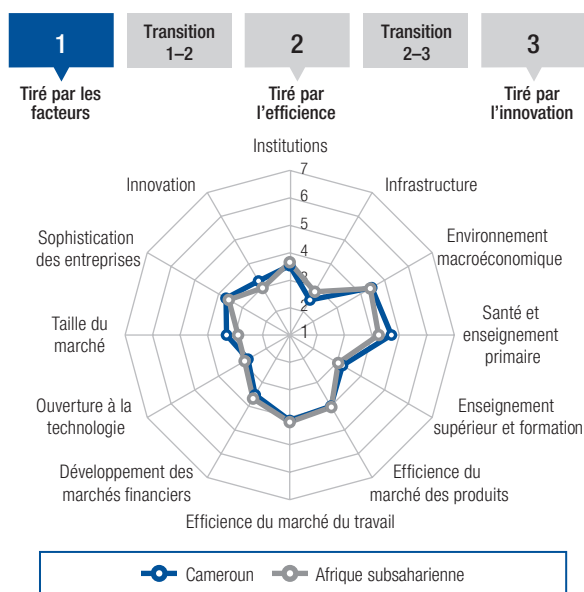 1
Transition
1–2
2
Transition
2–3
3
Tiré par les
facteurs
Tiré par
l'efficience
Tiré par
l'innovation
Institutions
Infrastructure
Environnement
macroéconomique
Santé et
enseignement
primaire
Enseignement
supérieur et formation
Efficience du
marché des produits
Efficience du marché du travail
Développement des
marchés financiers
Ouverture à la
technologie
Taille du
marché
Sophistication
des entreprises
Innovation
7
6
5
4
3
2
1
Cameroun
Afrique subsaharienne